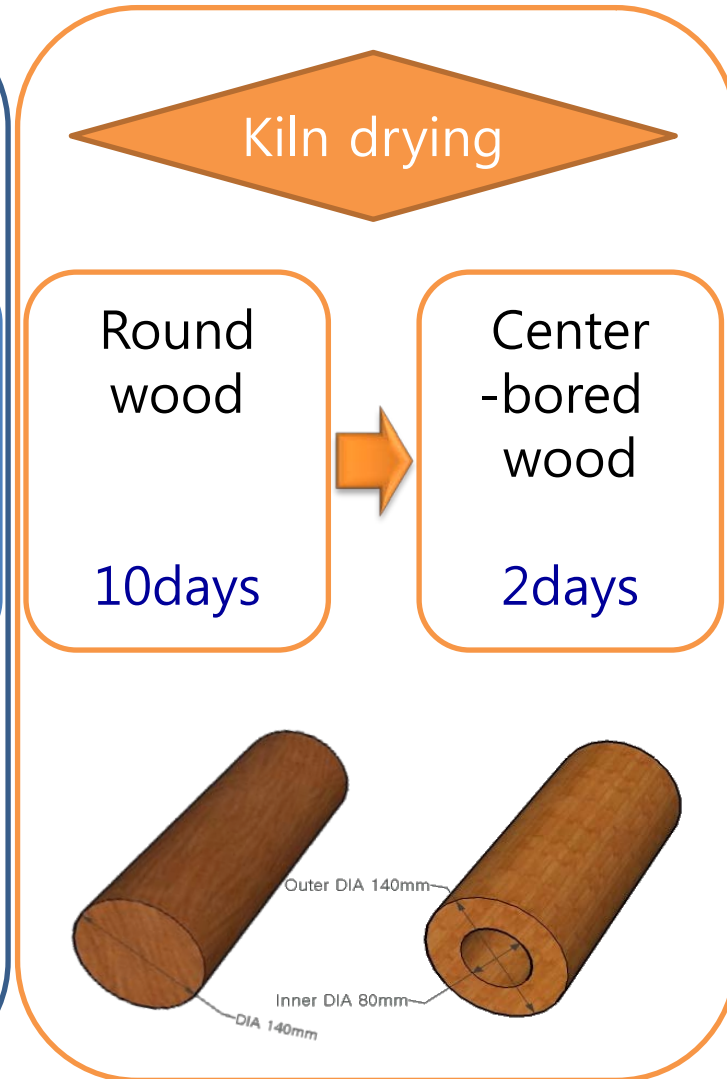 Kiln drying
Round
wood
10days
Center
-bored
wood
2days
Outer DIA 140mm
Inner DIA 80mm
DIA 140mm